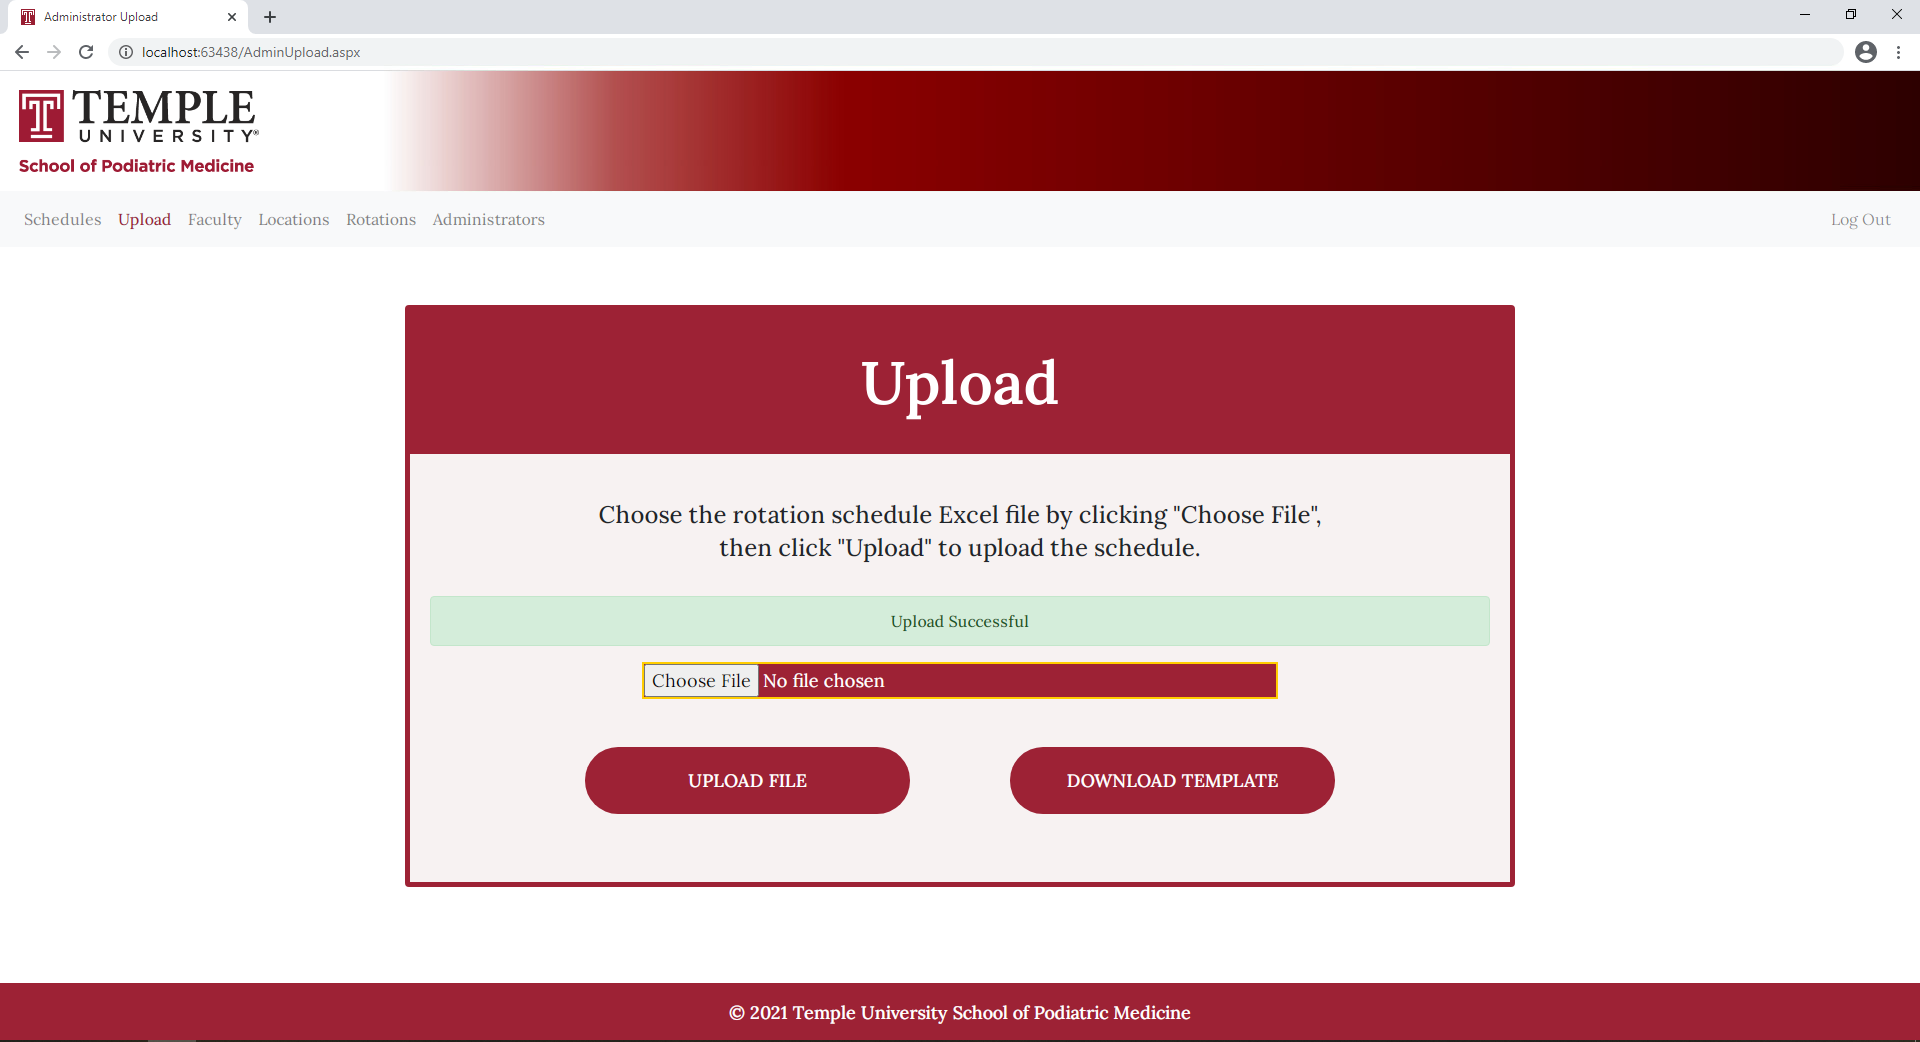 Administrator Upload
localhost:63438/AdminUpload.aspx
TEMPLE
UNIVERSITY®
School of Podiatric Medicine
Schedules Upload Faculty Locations Rotations Administrators Log Out
Upload
Choose the rotation schedule Excel file by clicking "Choose File",
then click "Upload" to upload the schedule.
Upload Successful
Choose File No file chosen
UPLOAD FILE DOWNLOAD TEMPLATE
© 2021 Temple University School of Podiatric Medicine